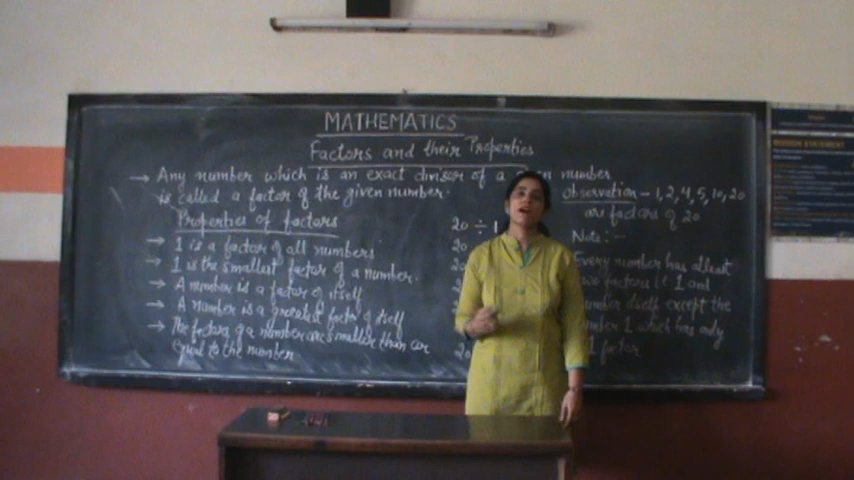 MATHEMATICS
Factors and their Properties
→ Any number which is an exact divisor of a
number
is called a factor of the given number.
Properties of factors
→ 1 is a factor of all numbers
→ 1 is the smallest factor of a number.
→ A number is a factor of itself
→ A number is a greatest factor of itself
→ The factors of a number are smaller than or
equal to the number
20 ÷
20
20
20
observation - 1, 2, 4, 5, 10, 20
are factors of 20
Note:-
Every number has atleast
factors i.e 1 and
number itself except the
number 1 which has only
1 factor
MISSION STATEMENT